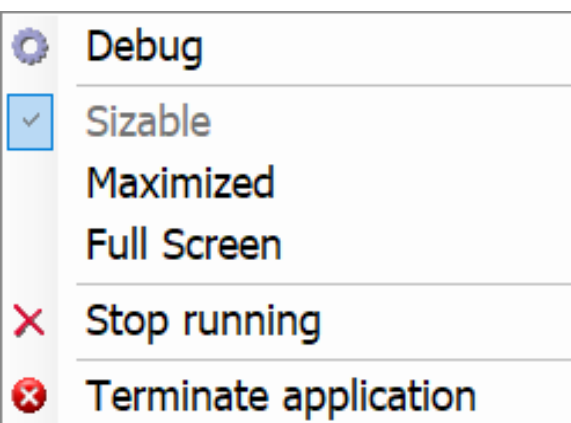 Debug
Sizable
Maximized
Full Screen
Stop running
Terminate application